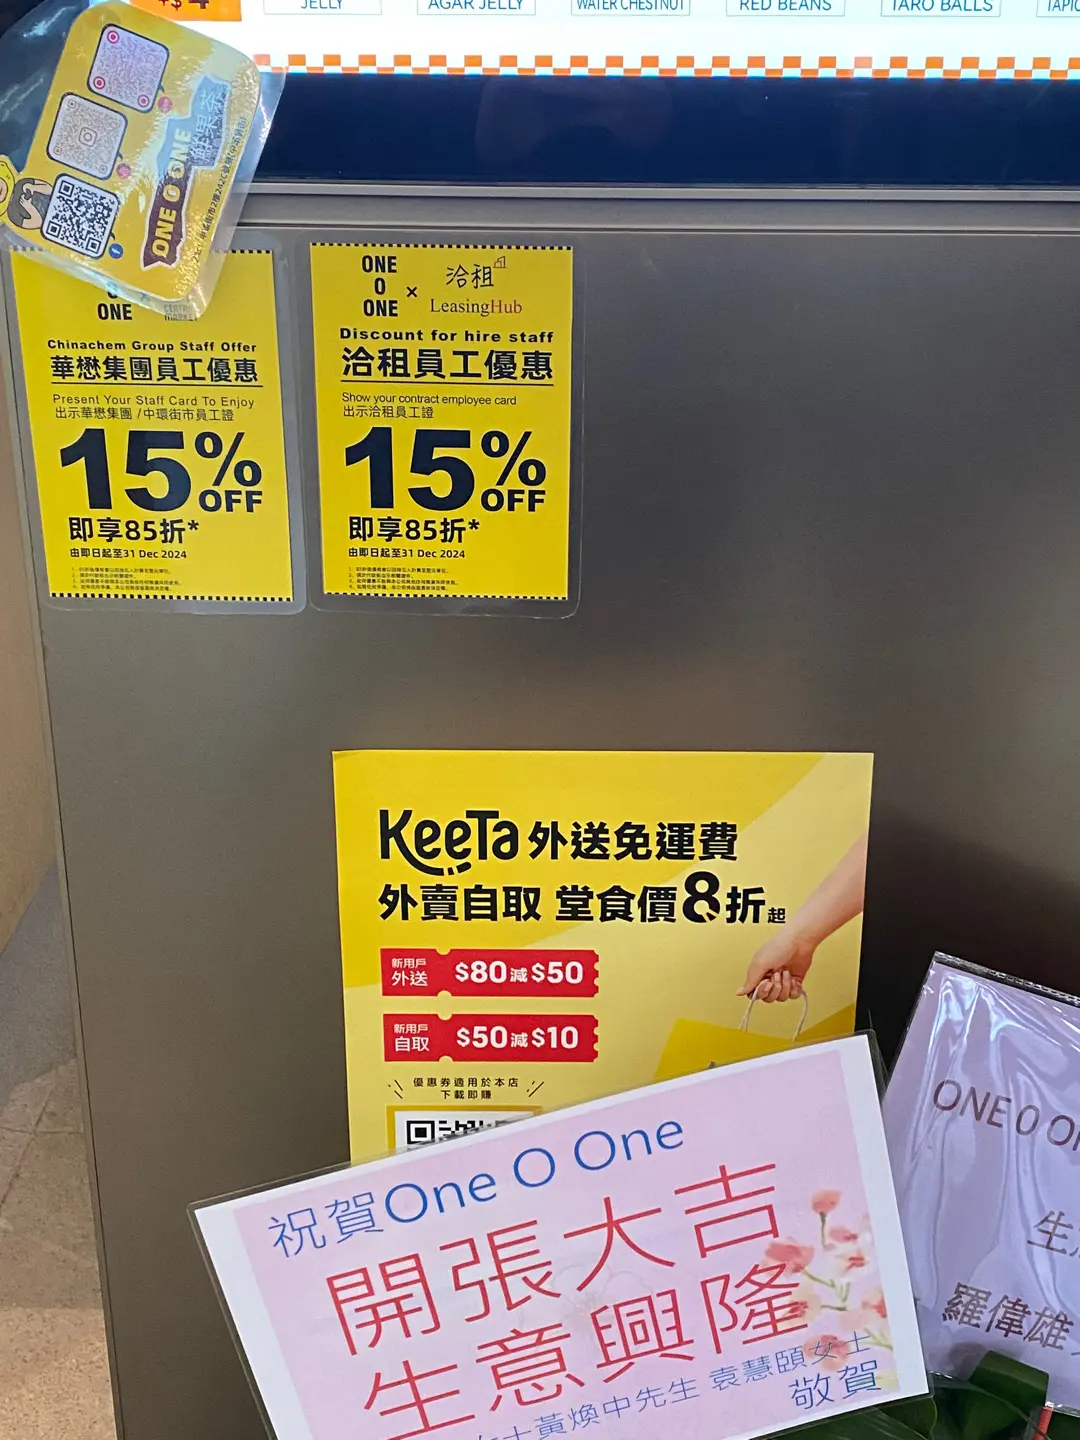 JELLY
AGAR JELLY
WATER CHESTNUT
RED BEANS
TARO BALLS
+$4
ONE O ONE
鮮果茶
ONE
Chinachem Group Staff Offer
華懋集團員工優惠
Present Your Staff Card To Enjoy
出示華懋集團 /中環街市員工證
15% OFF
即享85折*
由即日起至31 Dec 2024
ONE
O
ONE
×
洽租
LeasingHub
Discount for hire staff
洽租員工優惠
Show your contract employee card
出示洽租員工證
15% OFF
即享85折*
由即日起至31 Dec 2024
KeeTa 外送免運費
外賣自取 堂食價8折起
新用戶
外送
$80減$50
新用戶
自取
$50減$10
優惠券適用於本店
下載即賺
祝賀One O One
開張大吉
生意興隆
女士黃煥中先生 袁慧頤女士
敬賀
ONE O
生
羅偉雄